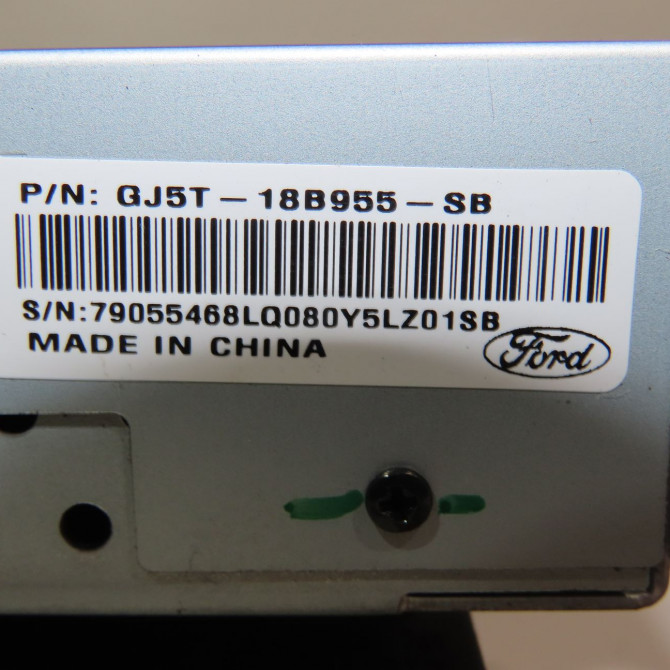 P/N: GJ5T-18B955-SB
S/N:79055468LQ080Y5LZ01SB
MADE IN CHINA
Ford